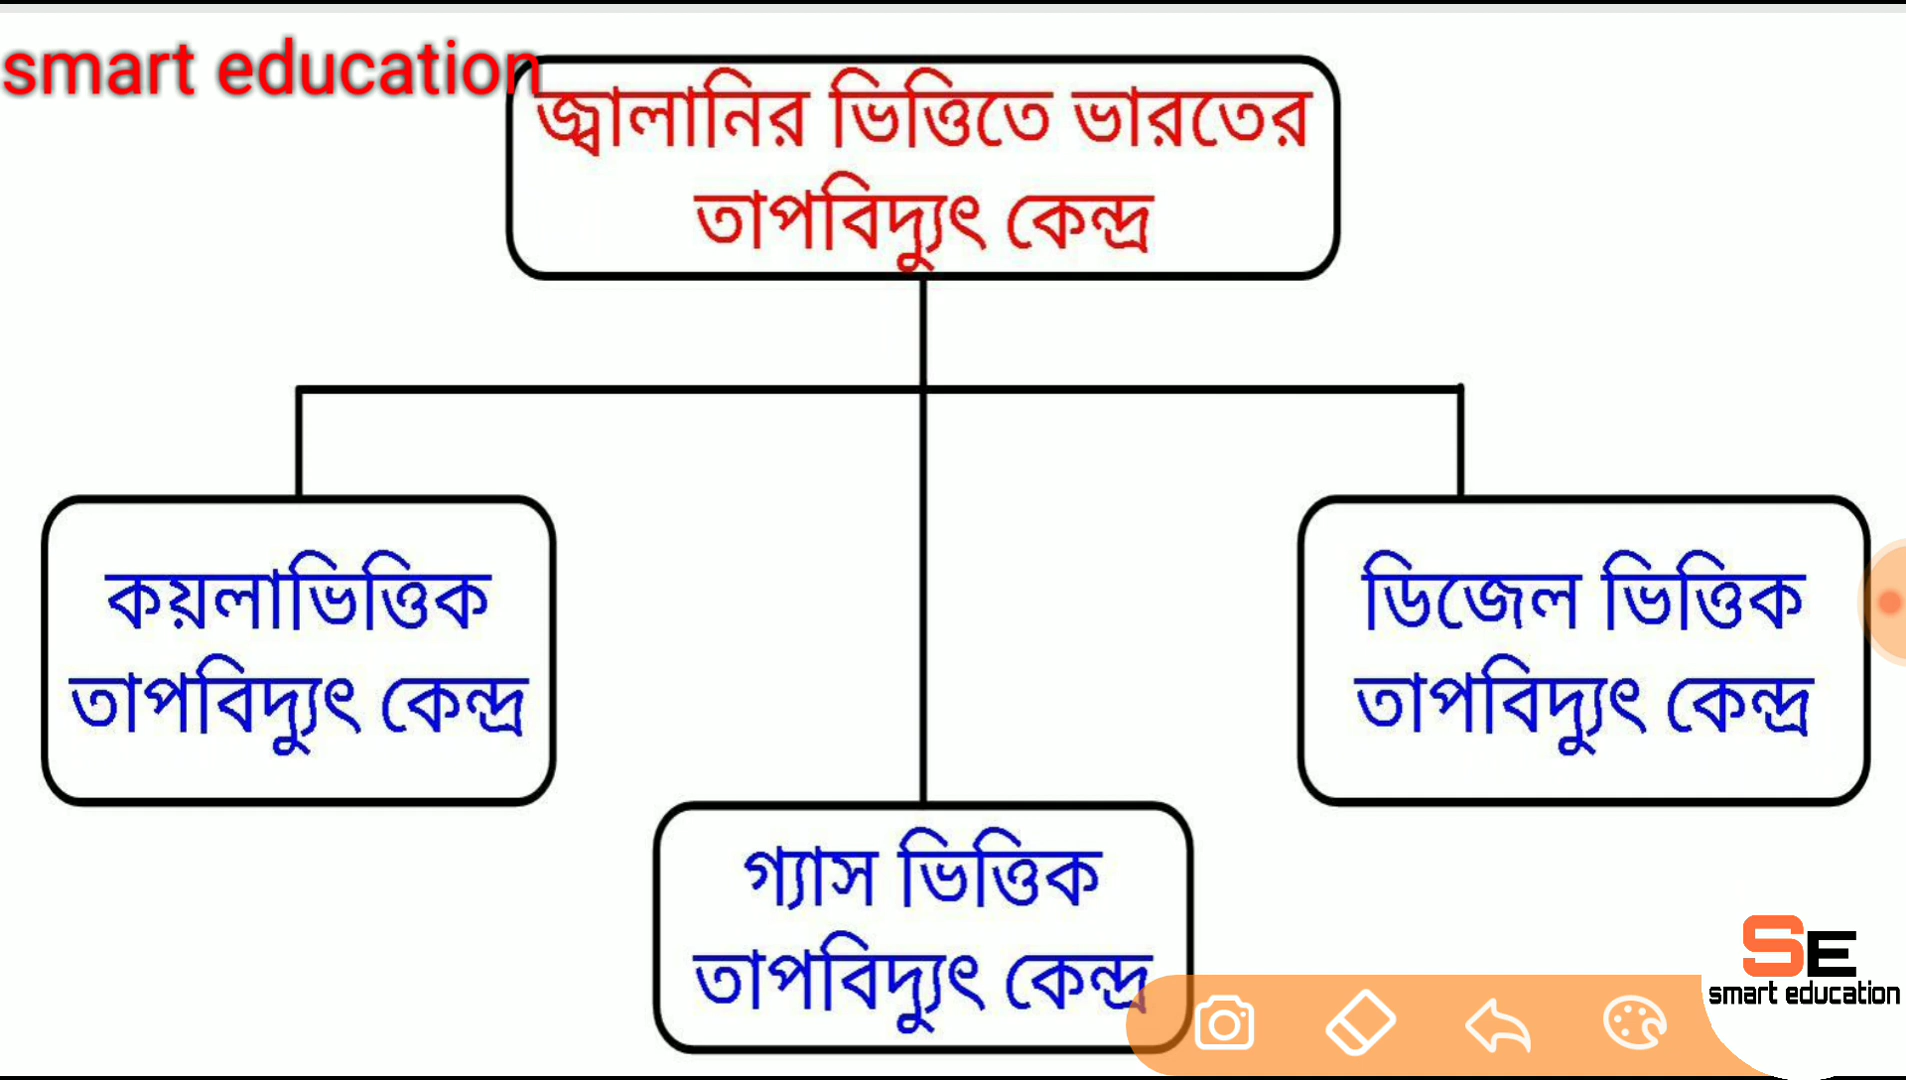 smart education
জ্বালানির ভিত্তিতে ভারতের
তাপবিদ্যুৎ কেন্দ্র
কয়লাভিত্তিক
তাপবিদ্যুৎ কেন্দ্র
ডিজেল ভিত্তিক
তাপবিদ্যুৎ কেন্দ্র
গ্যাস ভিত্তিক
তাপবিদ্যুৎ কেন্দ্র
SE
smart education